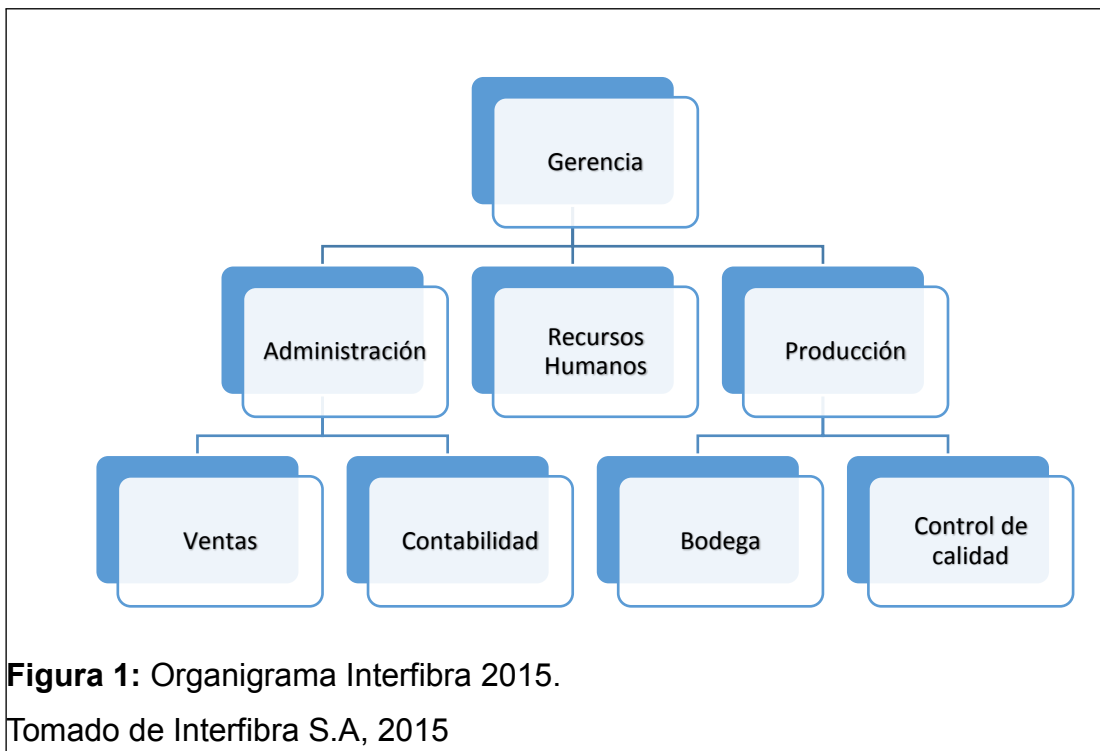 Gerencia
Administración
Recursos
Humanos
Producción
Ventas
Contabilidad
Bodega
Control de
calidad
Figura 1: Organigrama Interfibra 2015.
Tomado de Interfibra S.A, 2015